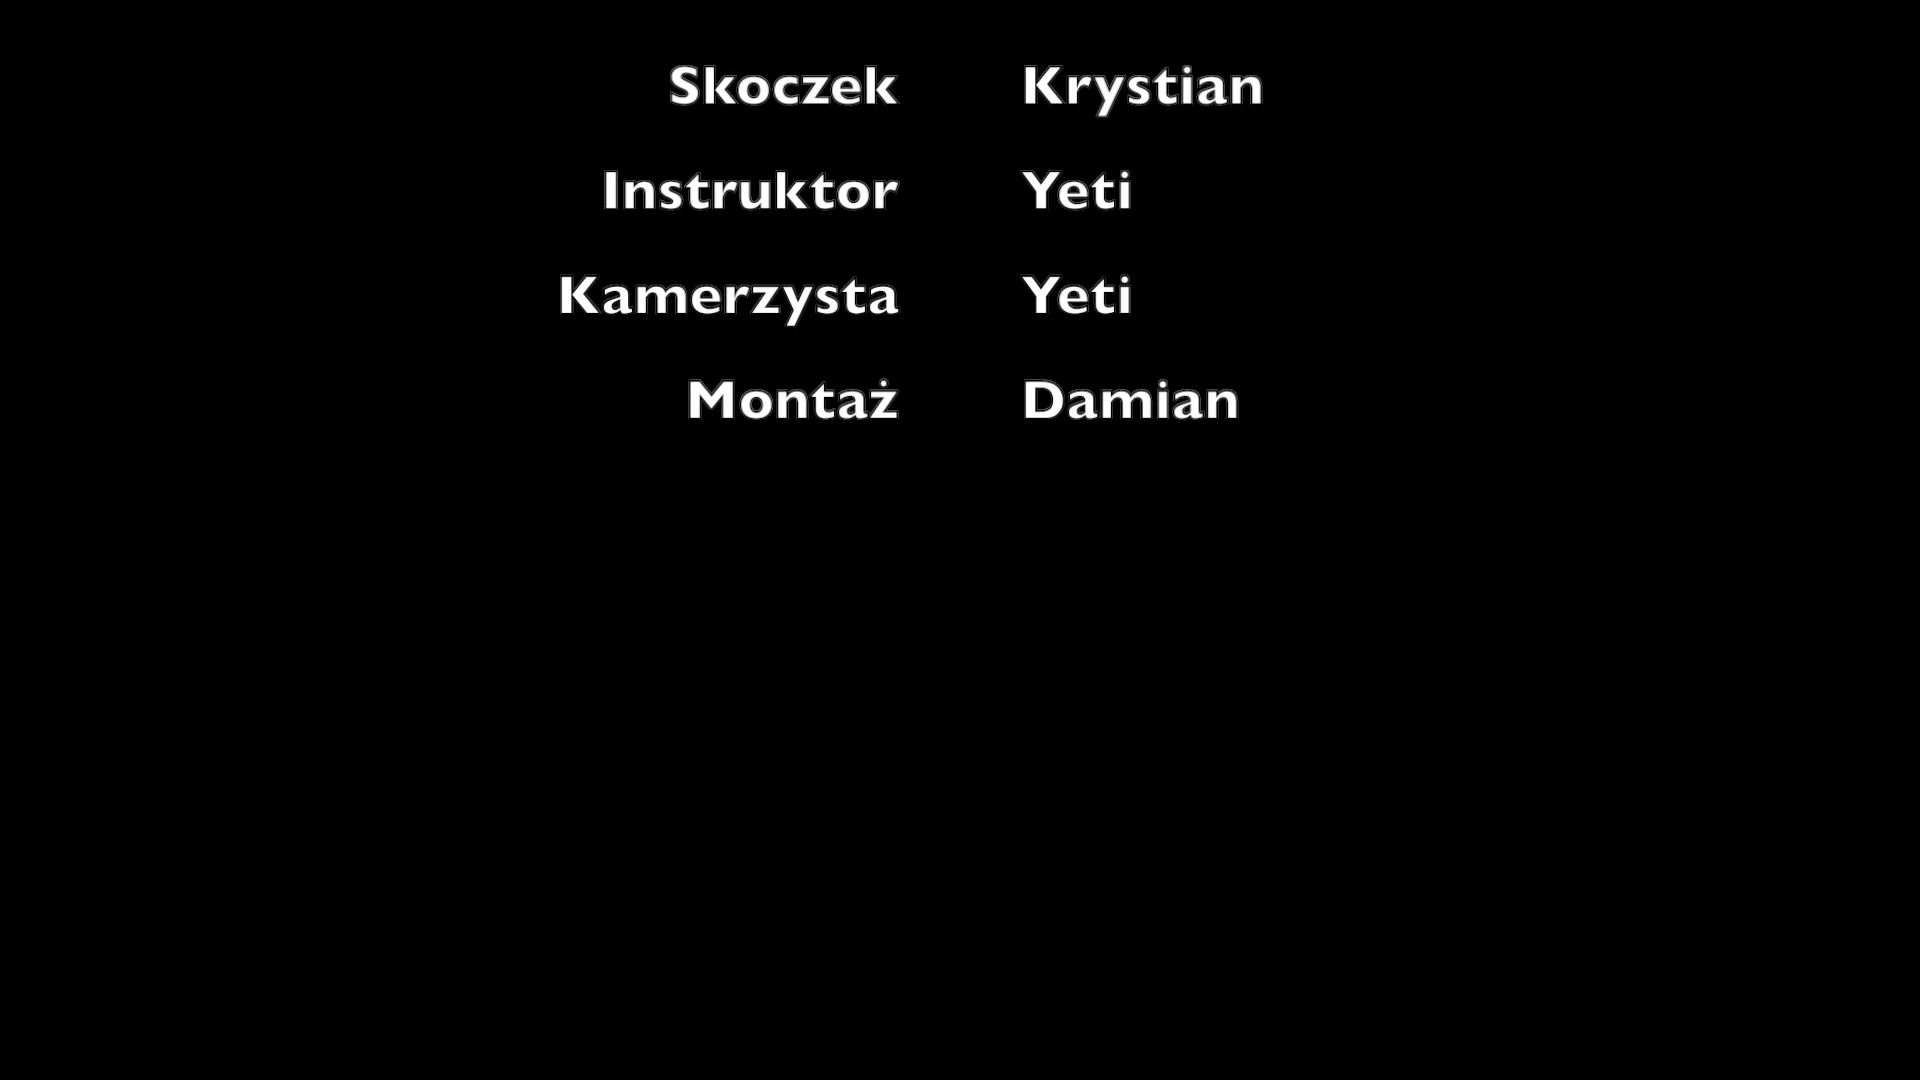 Skoczek Krystian
Instruktor Yeti
Kamerzysta Yeti
Montaż Damian